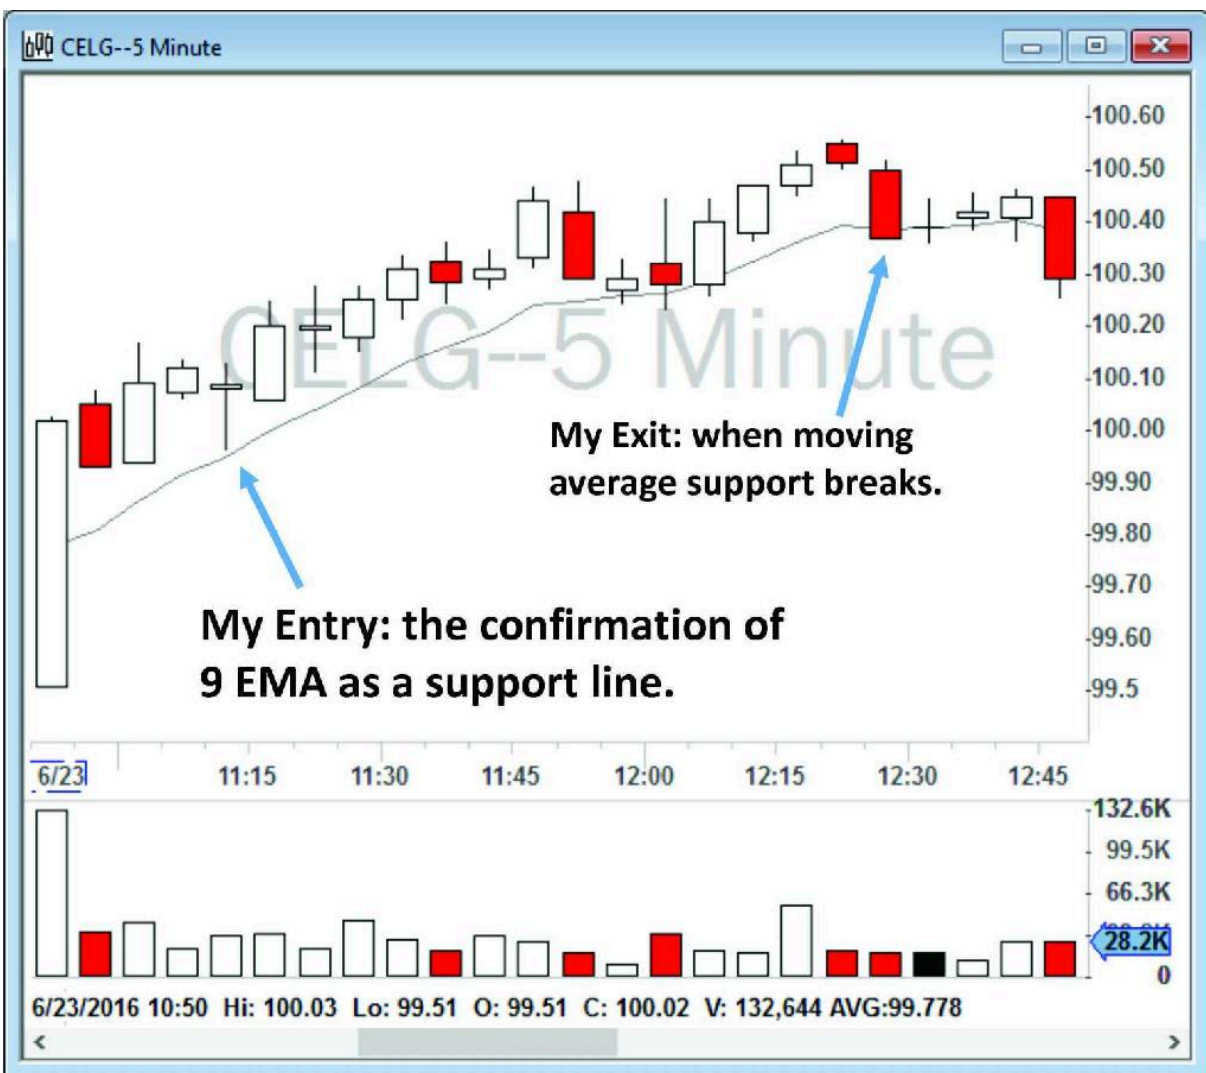 CELG--5 Minute
-100.60
-100.50
-100.40
-100.30
-100.20
-100.10
-100.00
-99.90
-99.80
-99.70
-99.60
-99.5
CELG--5 Minute
My Exit: when moving
average support breaks.
My Entry: the confirmation of
9 EMA as a support line.
6/23 11:15 11:30 11:45 12:00 12:15 12:30 12:45
-132.6K
99.5K
66.3K
28.2K
0
6/23/2016 10:50 Hi: 100.03 Lo: 99.51 O: 99.51 C: 100.02 V: 132,644 AVG:99.778